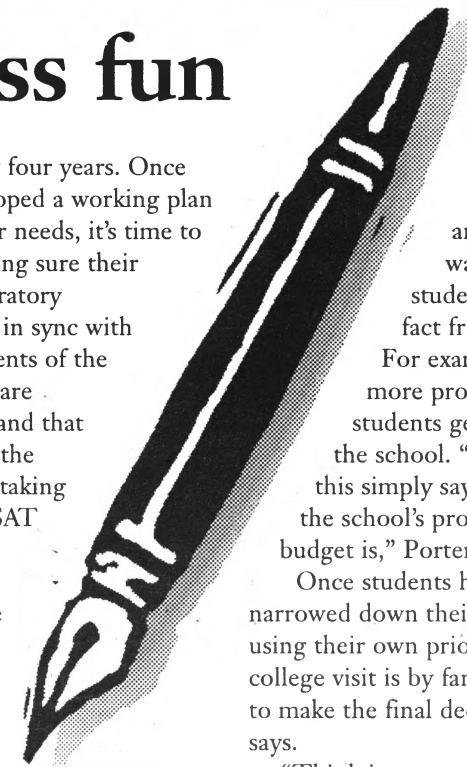 ss fun
four years. Once
oped a working plan
r needs, it's time to
ng sure their
ratory
in sync with
ents of the
are
and that
the
taking
SAT
e
an
wa
stude
fact fr
For exan
more pro
students ge
the school. "
this simply say
the school's pro
budget is," Porter
Once students h
narrowed down thei
using their own prio
college visit is by far
to make the final dec
says.